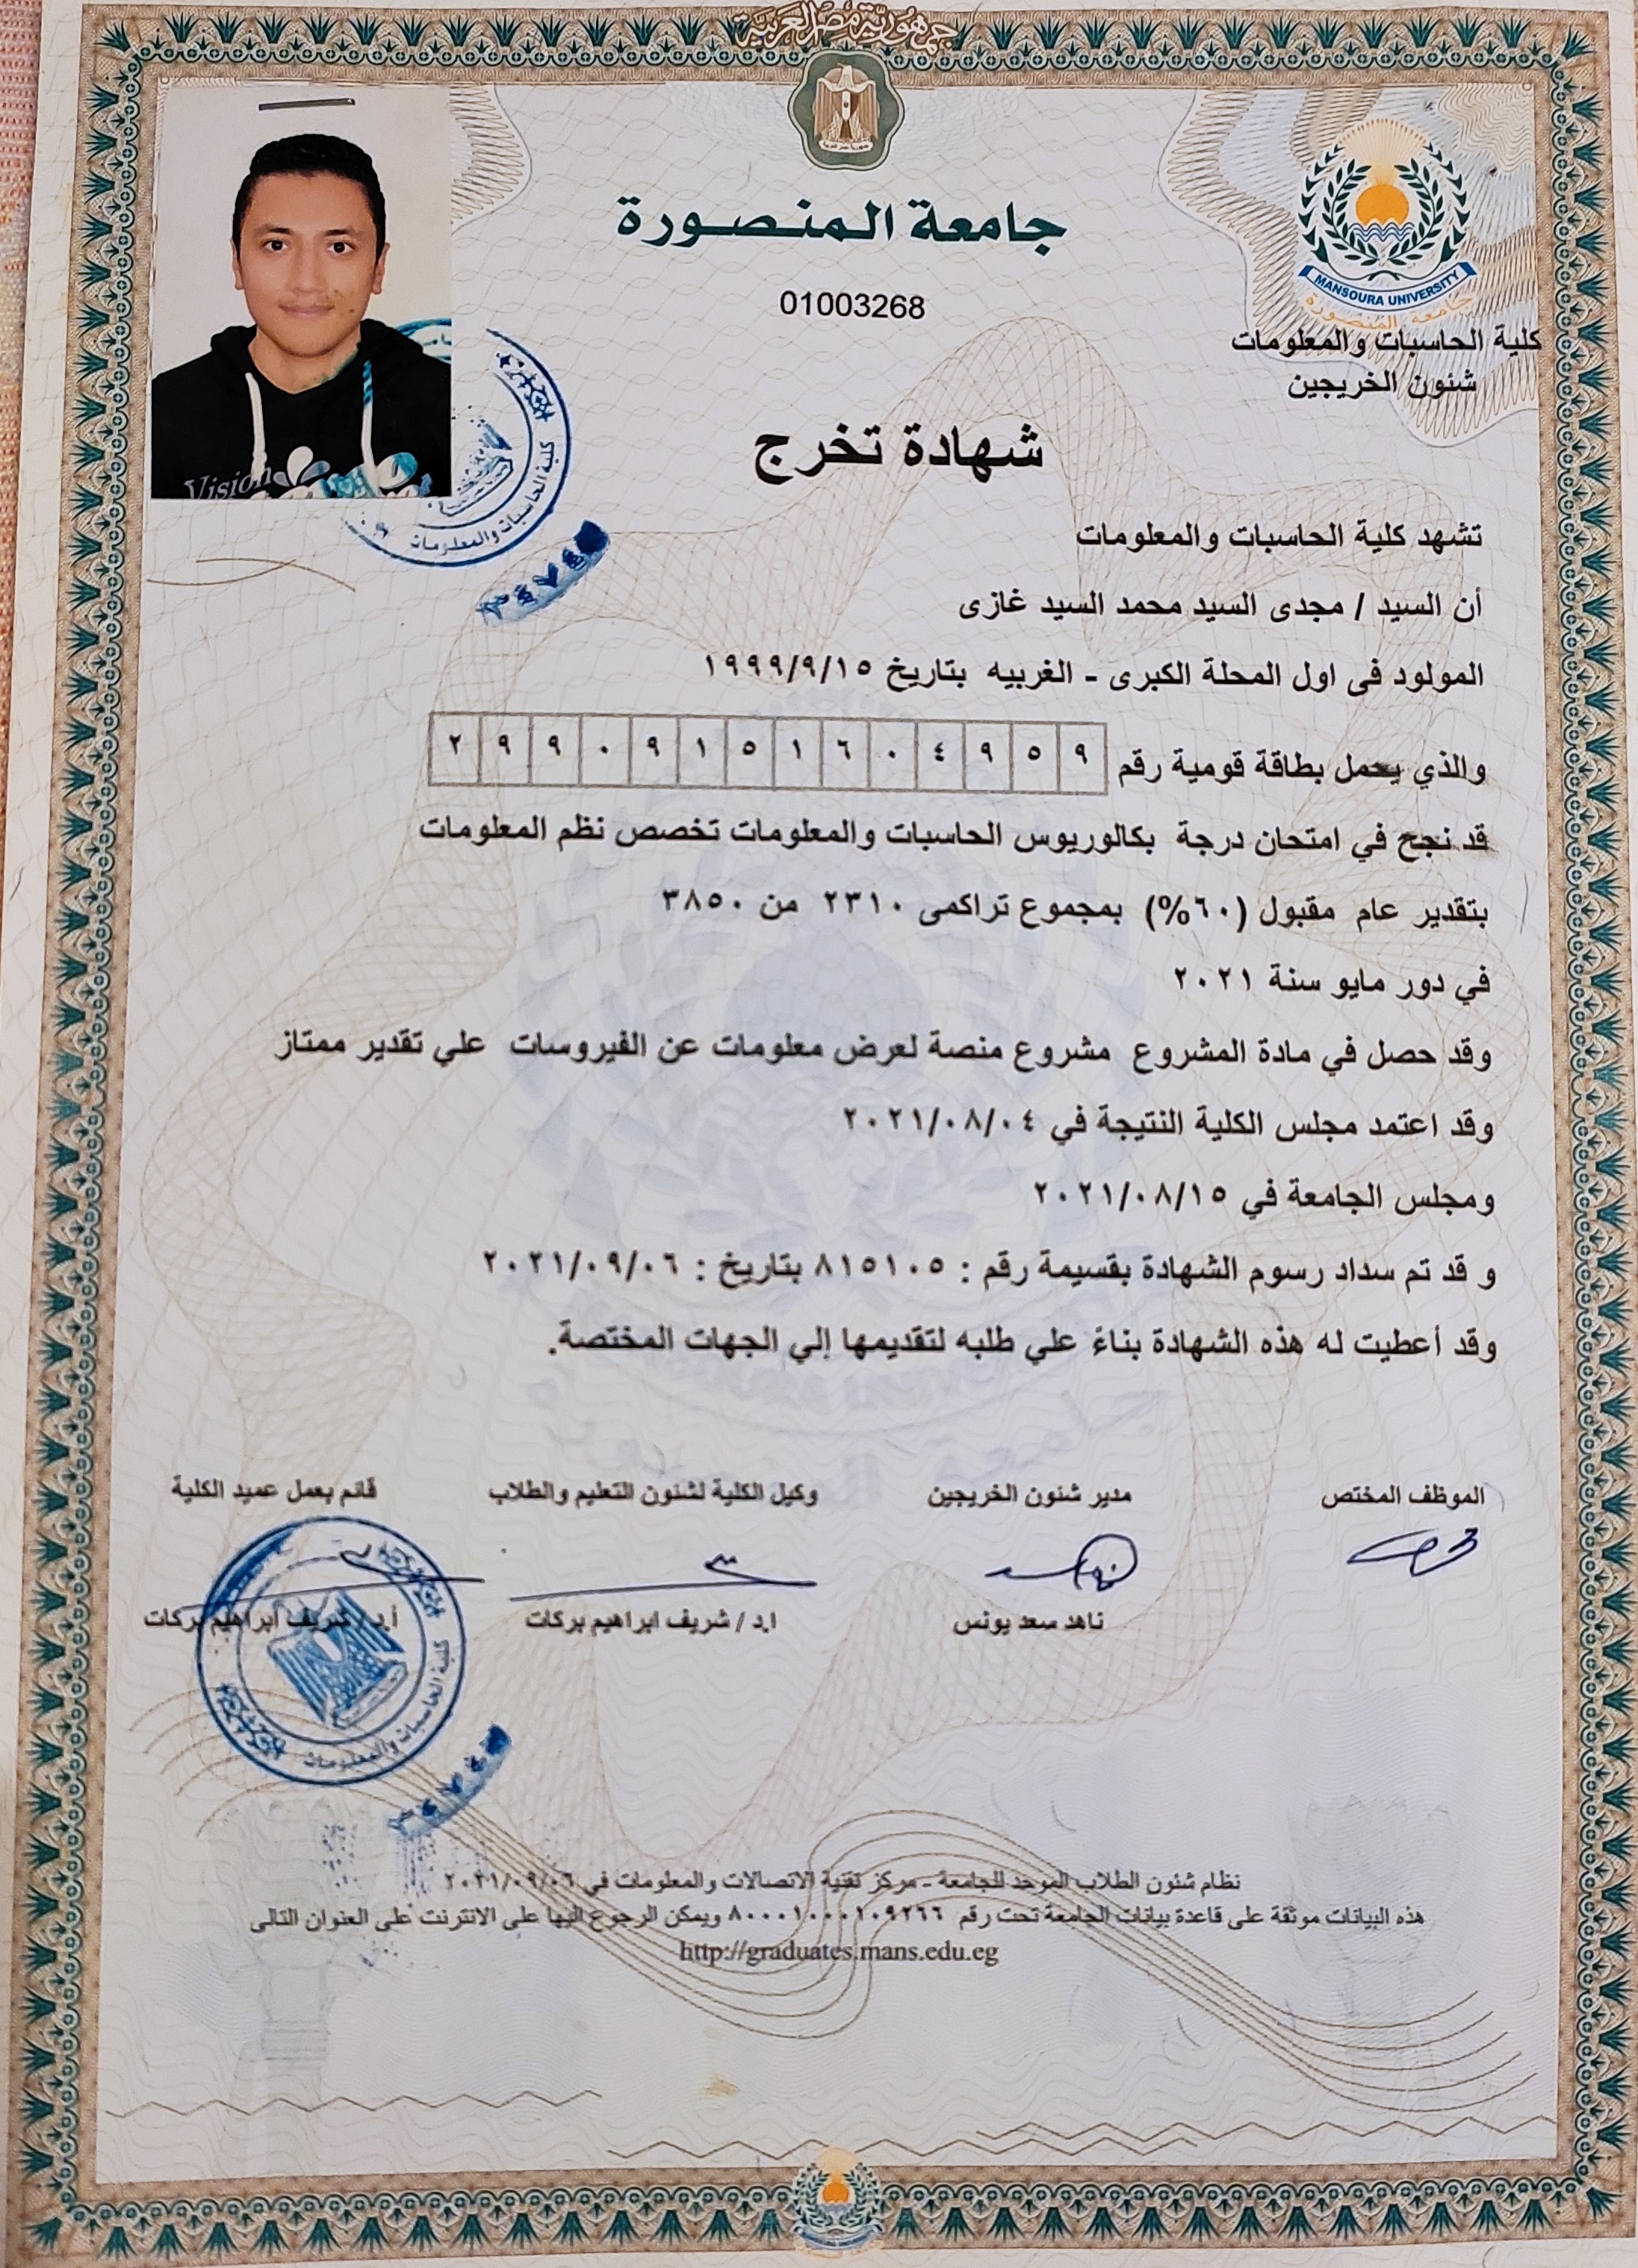 جمهورية مصر العربية
جمهورية مصر العربية
MANSOURA UNIVERSITY
جامعة المنصورة
جامعة المنصورة
01003268
كلية الحاسبات والمعلومات
شئون الخريجين
Vision
كلية الحاسبات والمعلومات
شهادة تخرج
تشهد كلية الحاسبات والمعلومات
أن السيد / مجدى السيد محمد السيد غازى
المولود فى اول المحلة الكبرى - الغربيه بتاريخ ١٩٩٩/٩/١٥
والذي يحمل بطاقة قومية رقم ٢ ٩ ٩ ٠ ٩ ١ ٥ ١ ٦ ٠ ٤ ٩ ٥ ٩
قد نجح في امتحان درجة بكالوريوس الحاسبات والمعلومات تخصص نظم المعلومات
بتقدير عام مقبول (٦٠%) بمجموع تراكمى ٢٣١٠ من ٣٨٥٠
في دور مايو سنة ٢٠٢١
وقد حصل في مادة المشروع مشروع منصة لعرض معلومات عن الفيروسات علي تقدير ممتاز
وقد اعتمد مجلس الكلية النتيجة في ٢٠٢١/٠٨/٠٤
ومجلس الجامعة في ٢٠٢١/٠٨/١٥
و قد تم سداد رسوم الشهادة بقسيمة رقم : ٨١٥١٠٥ بتاريخ : ٢٠٢١/٠٩/٠٦
وقد أعطيت له هذه الشهادة بناءً علي طلبه لتقديمها إلي الجهات المختصة.
الموظف المختص مدير شئون الخريجين وكيل الكلية لشئون التعليم والطلاب قائم بعمل عميد الكلية
ناهد سعد يونس ا.د / شريف ابراهيم بركات أ.د / شريف ابراهيم بركات
كلية الحاسبات والمعلومات
نظام شئون الطلاب الموحد للجامعة - مركز تقنية الاتصالات والمعلومات في ٢٠٢١/٠٩/٠٦
هذه البيانات موثقة على قاعدة بيانات الجامعة تحت رقم ٨٠٠٠١٠٠٠١٠٩٢٦٦ ويمكن الرجوع اليها على الانترنت على العنوان التالى
http://graduates.mans.edu.eg